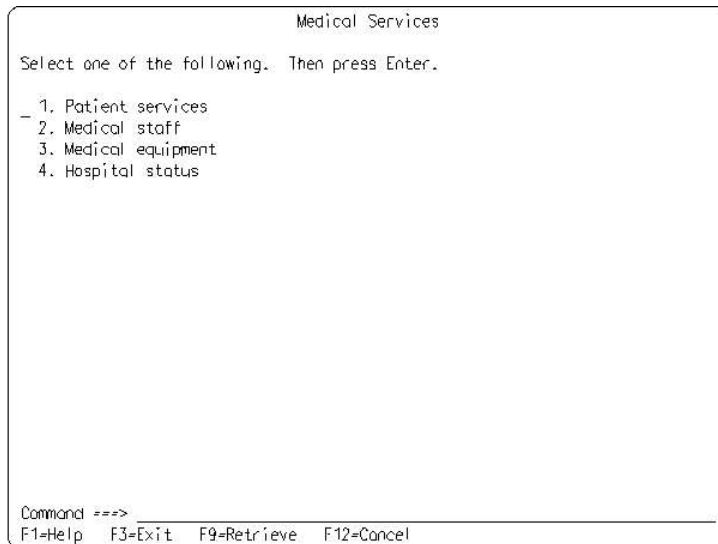 Medical Services
Select one of the following. Then press Enter.
_ 1. Patient services
2. Medical staff
3. Medical equipment
4. Hospital status
Command ===> 
F1=Help F3=Exit F9=Retrieve F12=Cancel